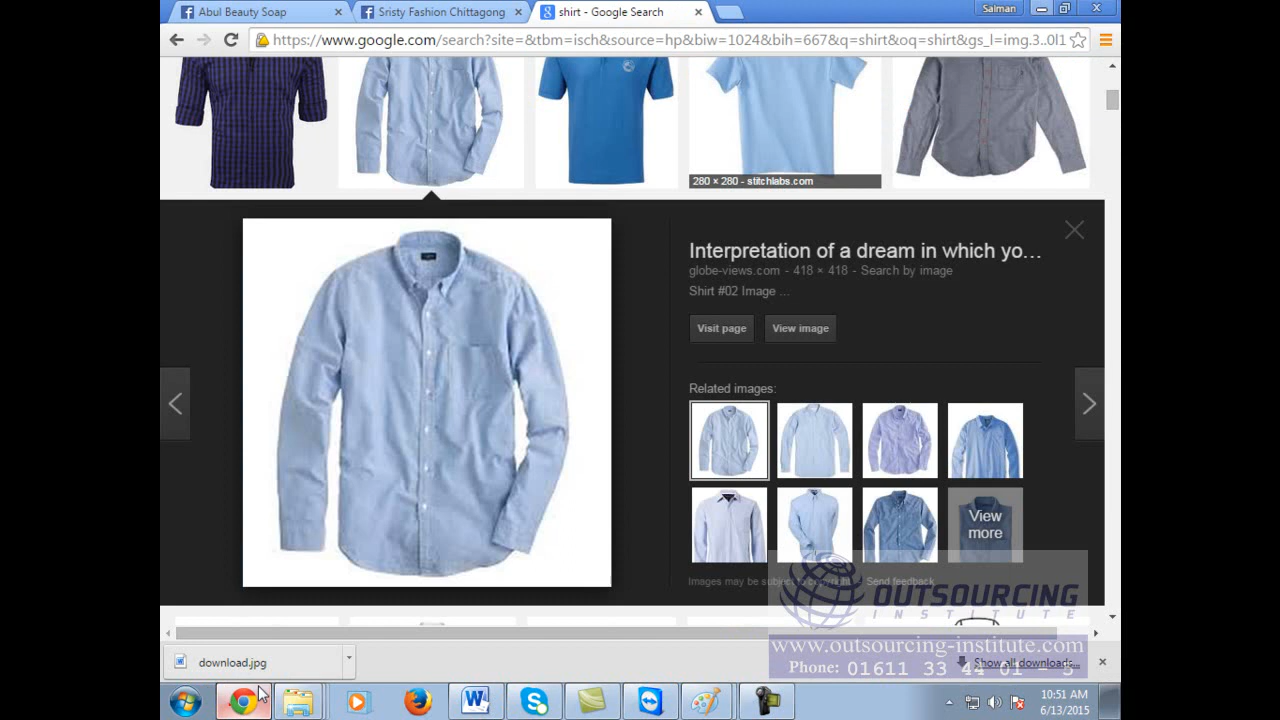 Abul Beauty Soap
Sristy Fashion Chittagong
shirt - Google Search
Salman
https://www.google.com/search?site=&tbm=isch&source=hp&biw=1024&bih=667&q=shirt&oq=shirt&gs_l=img.3..0l1
280 × 280 - stitchlabs.com
Interpretation of a dream in which yo...
globe-views.com - 418 × 418 - Search by image
Shirt #02 Image ...
Visit page
View image
Related images:
View
more
Images may be subject to copyright.
Send feedback
OUTSOURCING
INSTITUTE
www.outsourcing-institute.com
Phone: 01611 33 44 01 - 3
download.jpg
Show all downloads...
10:51 AM
6/13/2015